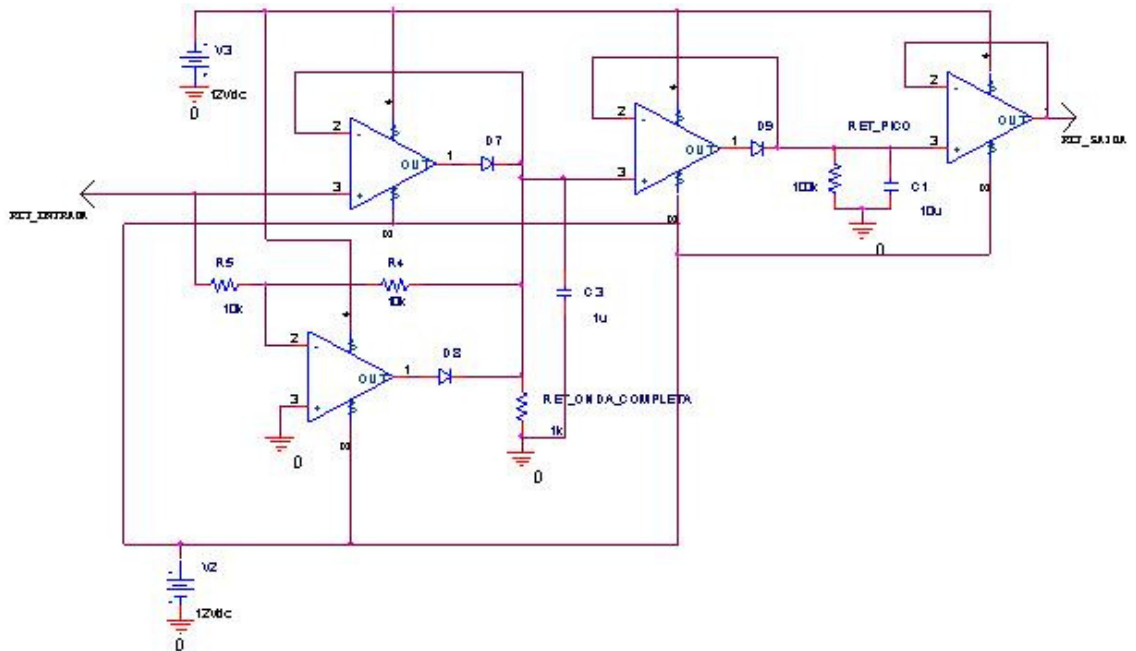 V3
12Vdc
0
2
-
3
+
OUT
1
D7
2
-
3
+
OUT
1
D9
RET_PICO
2
-
3
+
OUT
RET_SAIDA
100k
C1
10u
0
RET_ENTRADA
R5
10k
R4
10k
C3
1u
2
-
3
+
OUT
1
D8
0
RET_ONDA_COMPLETA
1k
0
V2
12Vdc
0